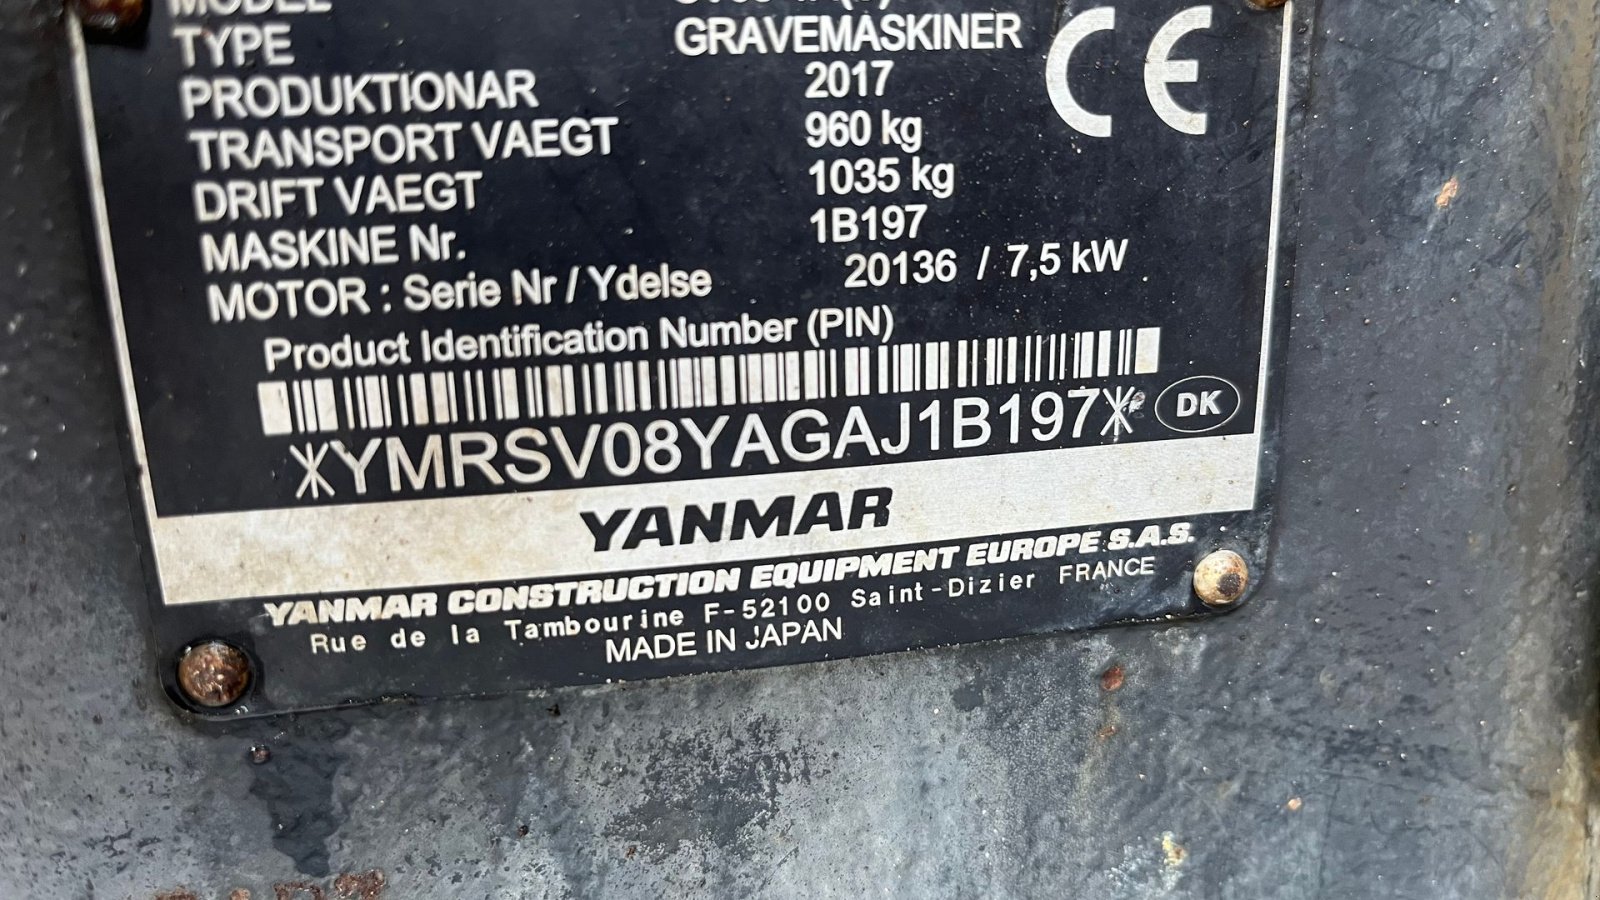 MODEL
TYPE GRAVEMASKINER
PRODUKTIONAR 2017
TRANSPORT VAEGT 960 kg
DRIFT VAEGT 1035 kg
MASKINE Nr. 1B197
MOTOR : Serie Nr / Ydelse 20136 / 7,5 kW
CE
Product Identification Number (PIN)
*YMRSV08YAGAJ1B197*
DK
YANMAR
YANMAR CONSTRUCTION EQUIPMENT EUROPE S.A.S.
Rue de la Tambourine F-52100 Saint-Dizier FRANCE
MADE IN JAPAN